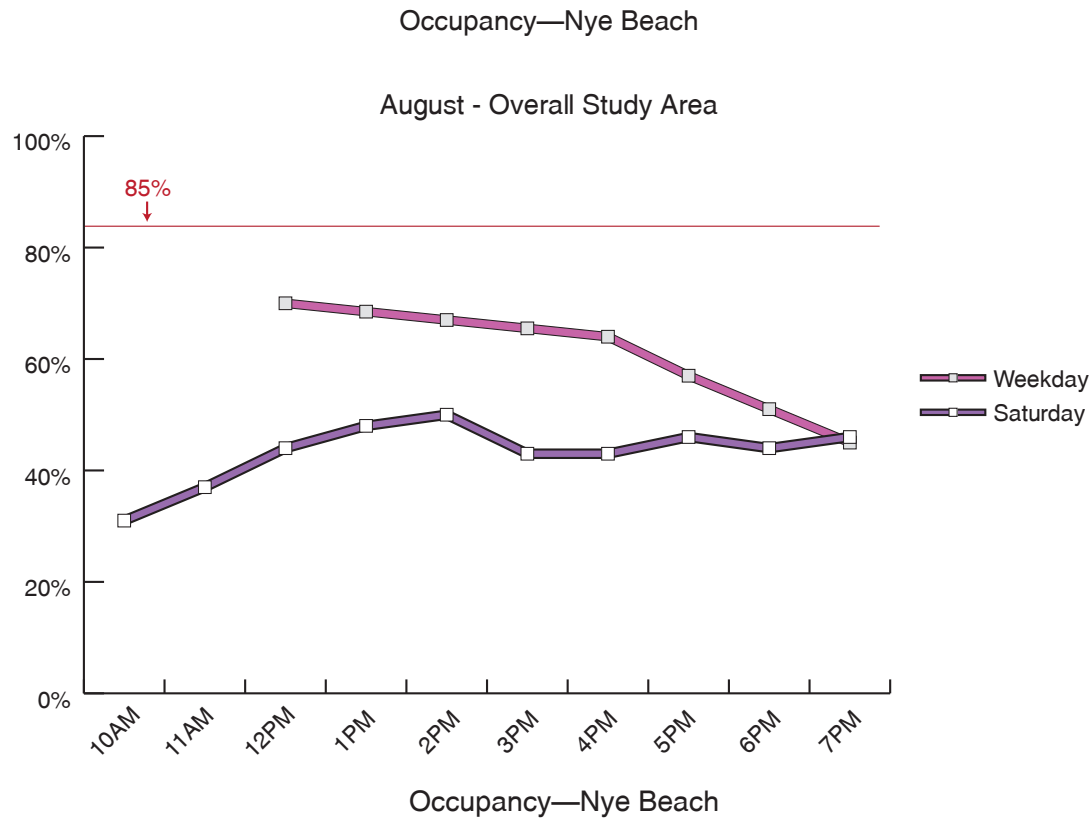 Occupancy—Nye Beach
August - Overall Study Area
100%
85%
80%
60%
40%
20%
0%
Weekday
Saturday
10AM 11AM 12PM 1PM 2PM 3PM 4PM 5PM 6PM 7PM
Occupancy—Nye Beach